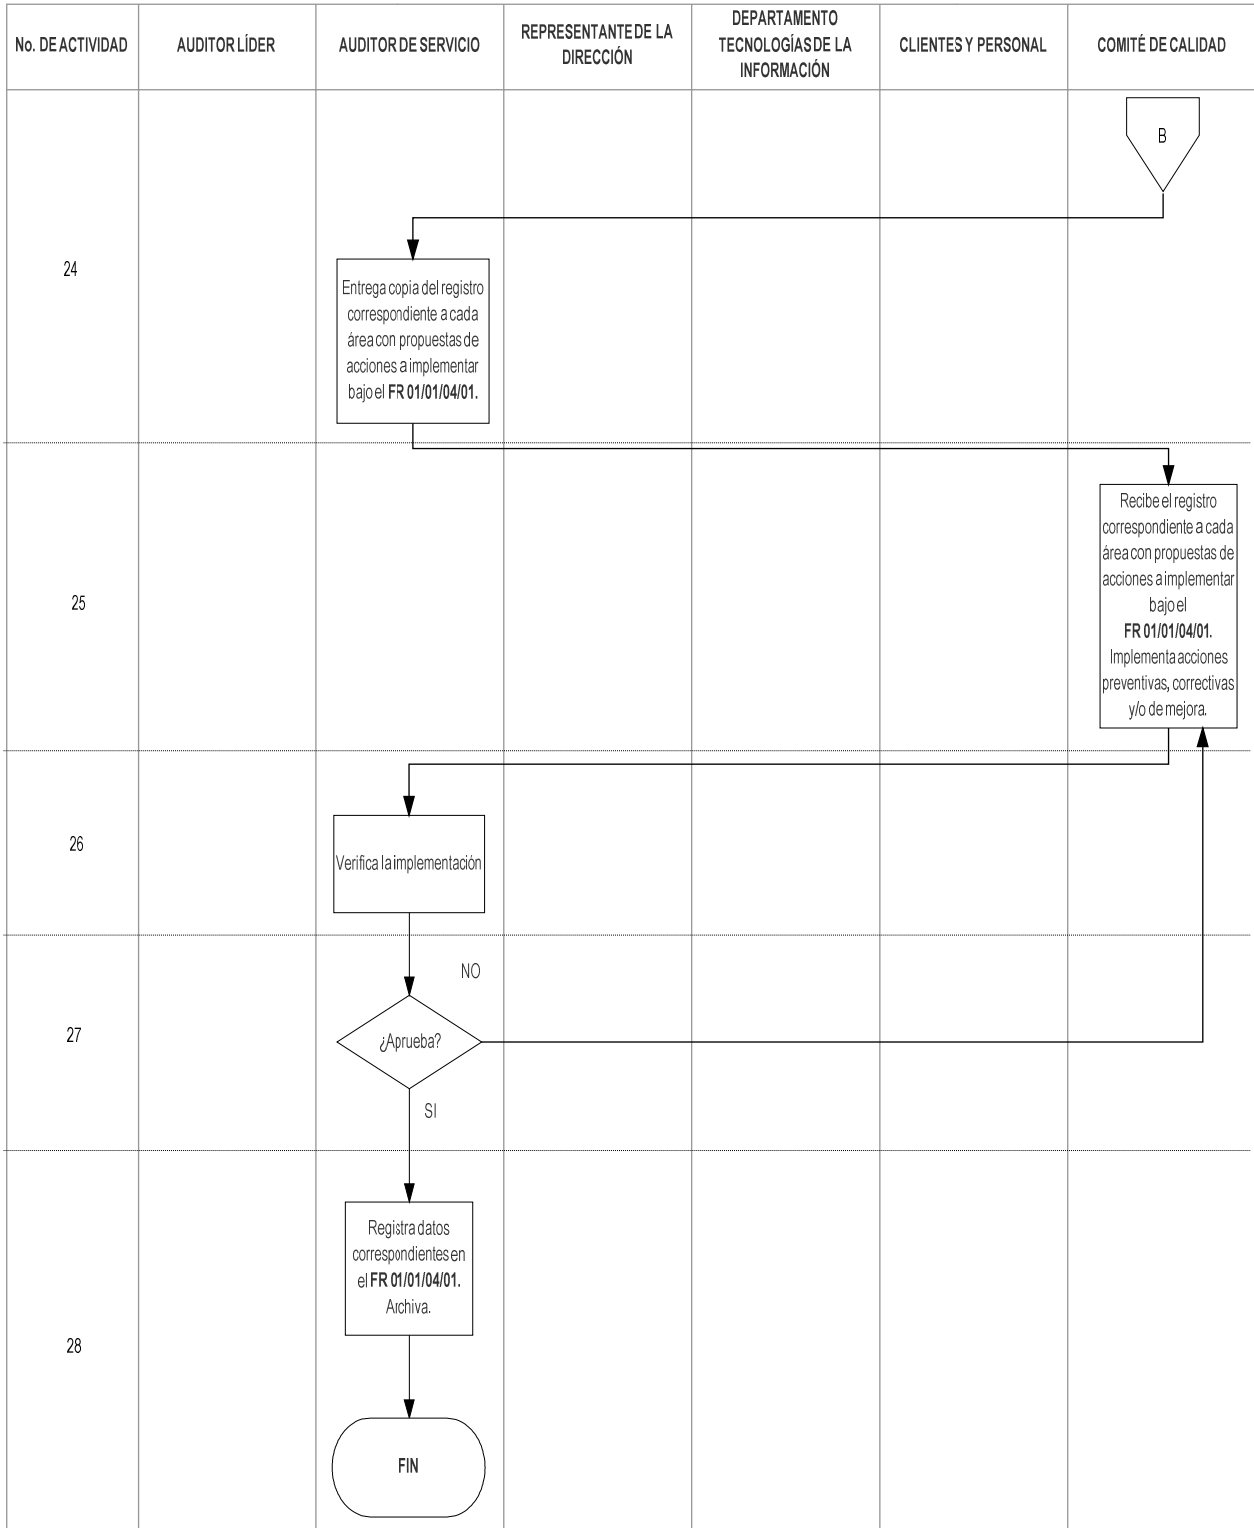 No. DE ACTIVIDAD
AUDITOR LÍDER
AUDITOR DE SERVICIO
REPRESENTANTE DE LA
DIRECCIÓN
DEPARTAMENTO
TECNOLOGÍAS DE LA
INFORMACIÓN
CLIENTES Y PERSONAL
COMITÉ DE CALIDAD
B
24
Entrega copia del registro
correspondiente a cada
área con propuestas de
acciones a implementar
bajo el FR 01/01/04/01.
25
Recibe el registro
correspondiente a cada
área con propuestas de
acciones a implementar
bajo el
FR 01/01/04/01.
Implementa acciones
preventivas, correctivas
y/o de mejora.
26
Verifica la implementación
NO
27
¿Aprueba?
SI
Registra datos
correspondientes en
el FR 01/01/04/01.
Archiva.
28
FIN